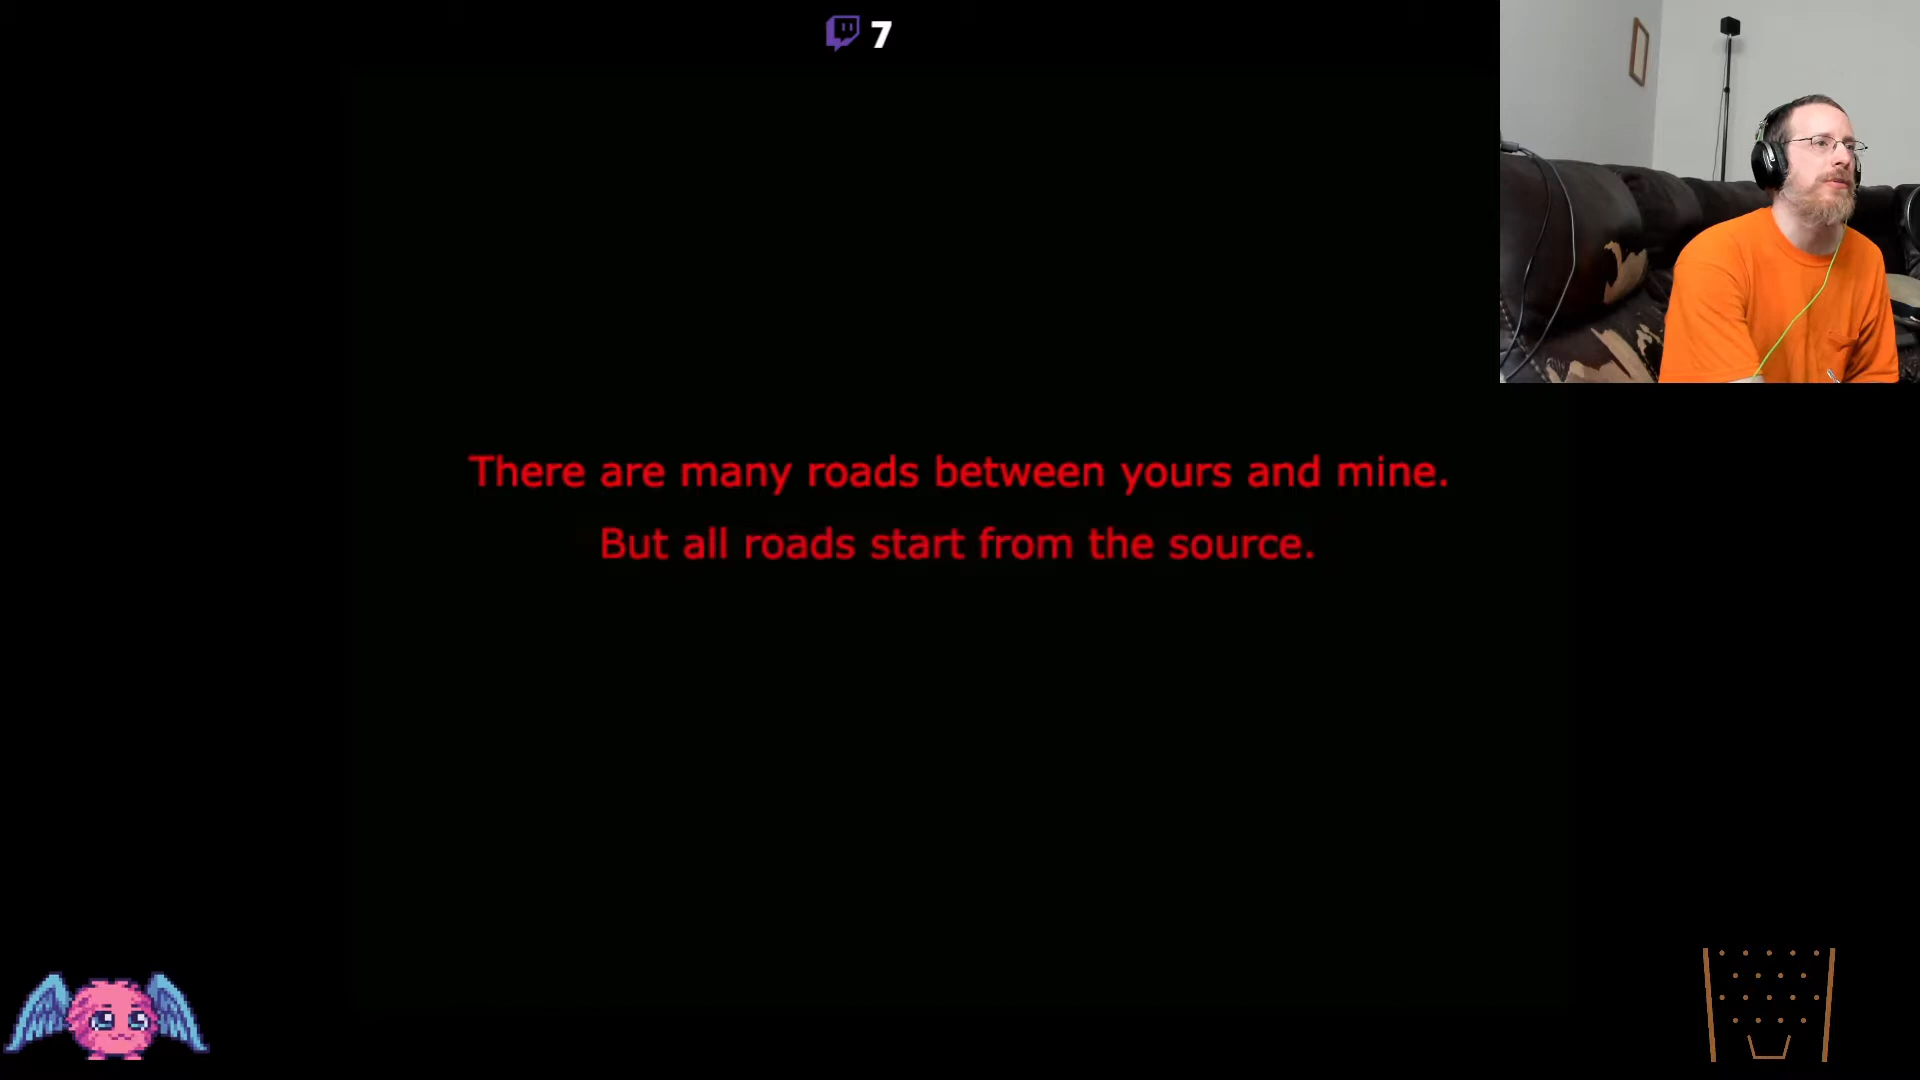 7
There are many roads between yours and mine.
But all roads start from the source.